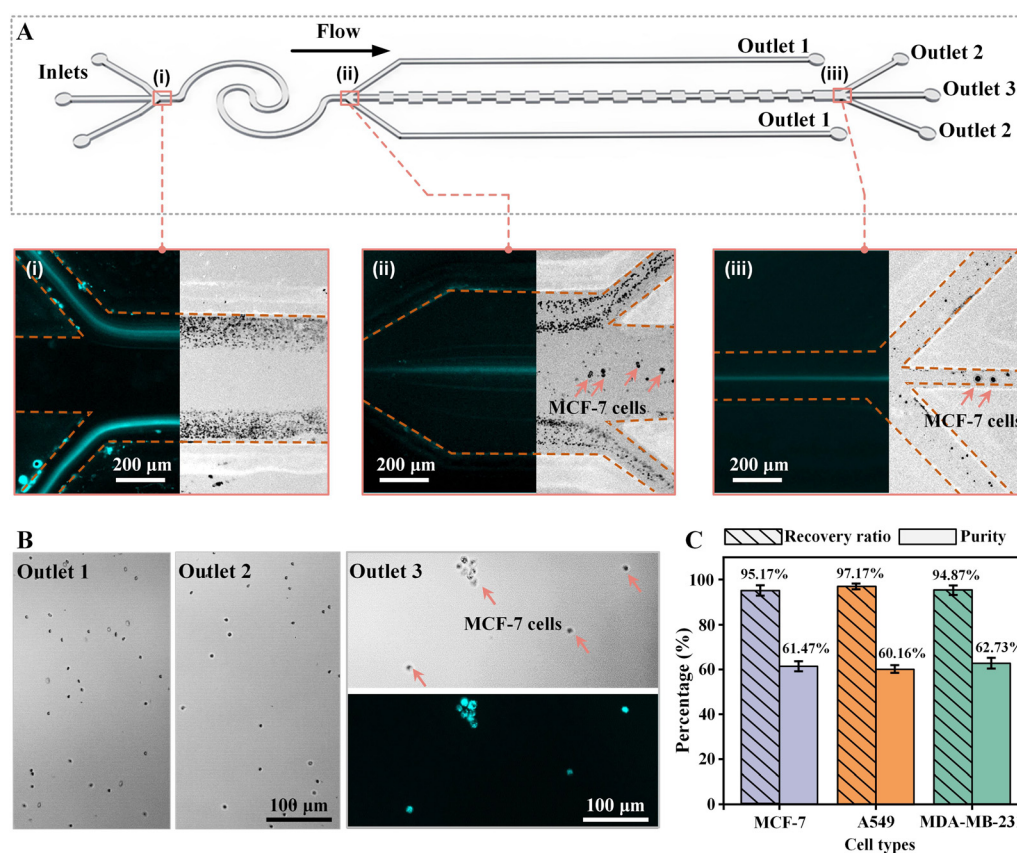 A
Flow
Inlets
(i)
(ii)
Outlet 1
(iii)
Outlet 2
Outlet 3
Outlet 1
Outlet 2
(i)
200 µm
(ii)
MCF-7 cells
200 µm
(iii)
MCF-7 cells
200 µm
B
Outlet 1
Outlet 2
100 µm
Outlet 3
MCF-7 cells
100 µm
C
Recovery ratio
Purity
Percentage (%)
100
80
60
40
20
0
95.17%
61.47%
97.17%
60.16%
94.87%
62.73%
MCF-7
A549
MDA-MB-23
Cell types